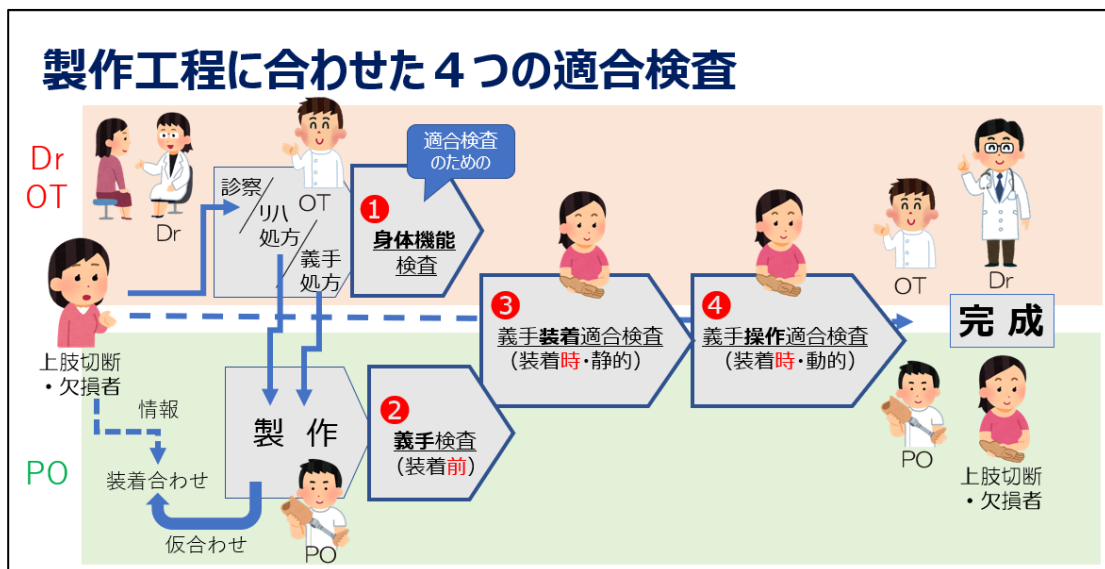 製作工程に合わせた４つの適合検査
Dr
OT
Dr
診察
リハ
処方
義手
処方
OT
適合検査
のための
❶
身体機能
検査
上肢切断
・欠損者
❸
義手装着適合検査
(装着時・静的)
❹
義手操作適合検査
(装着時・動的)
OT
Dr
完成
PO
情報
装着合わせ
仮合わせ
製作
PO
❷
義手検査
(装着前)
PO
上肢切断
・欠損者